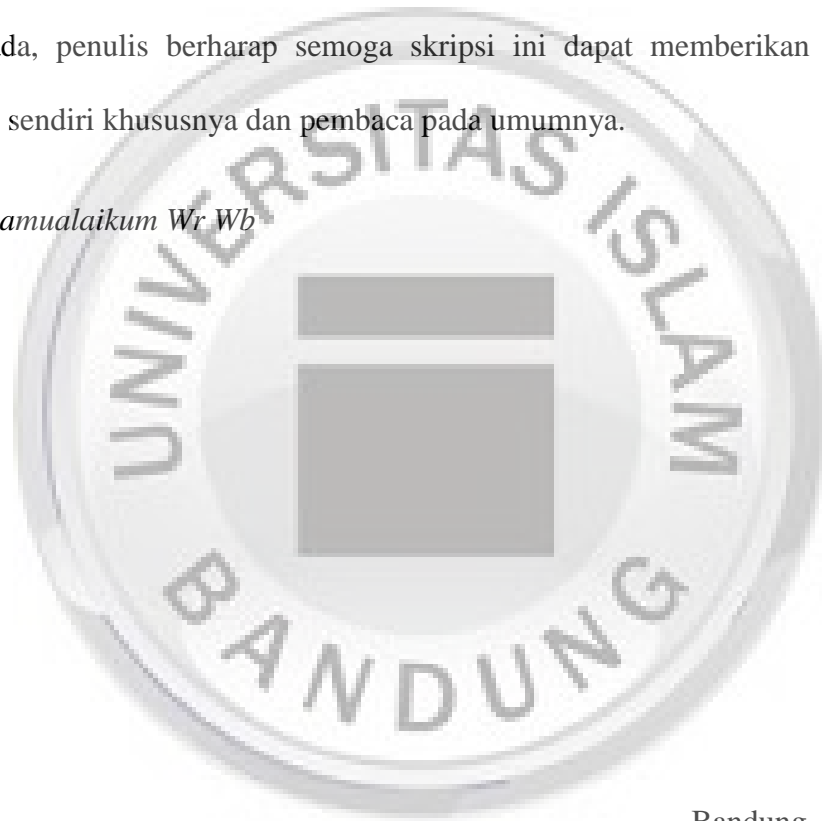 da, penulis berharap semoga skripsi ini dapat memberikan
sendiri khususnya dan pembaca pada umumnya.
amualaikum Wr Wb
UNIVERSITAS ISLAM
BANDUNG
Bandung